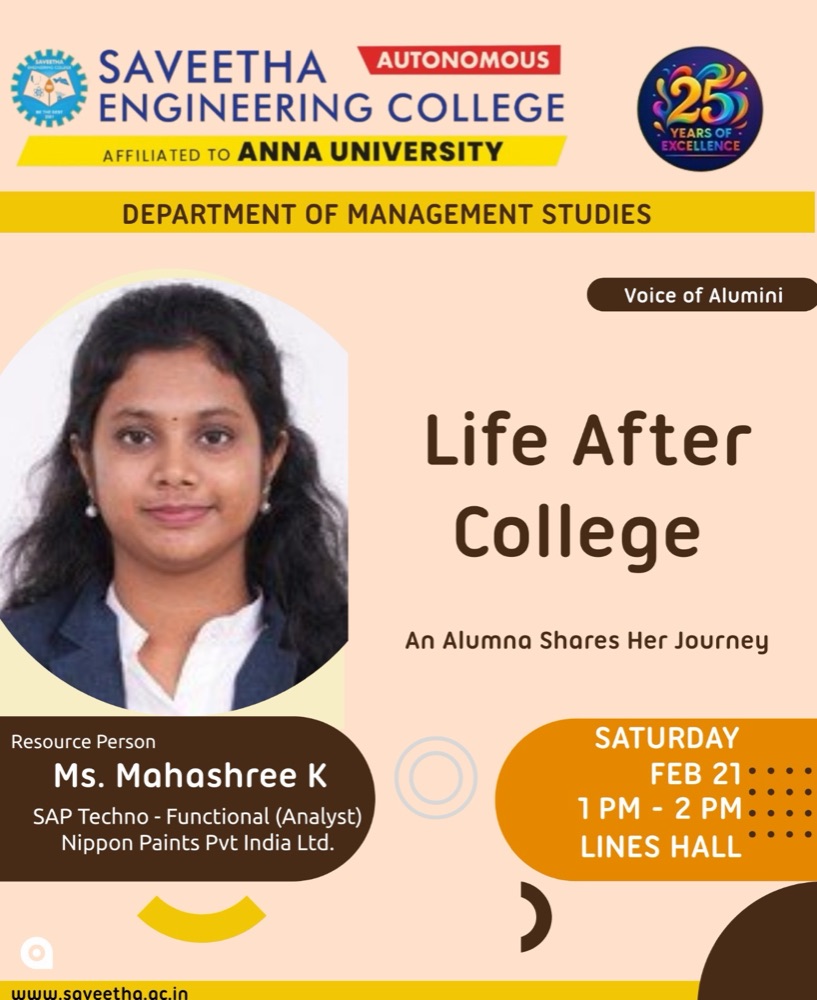 SAVEETHA
AUTONOMOUS
ENGINEERING COLLEGE
AFFILIATED TO ANNA UNIVERSITY
25
YEARS OF
EXCELLENCE
DEPARTMENT OF MANAGEMENT STUDIES
Voice of Alumini
Life After
College
An Alumna Shares Her Journey
Resource Person
Ms. Mahashree K
SAP Techno - Functional (Analyst)
Nippon Paints Pvt India Ltd.
SATURDAY
FEB 21
1 PM - 2 PM
LINES HALL
www.saveetha.ac.in